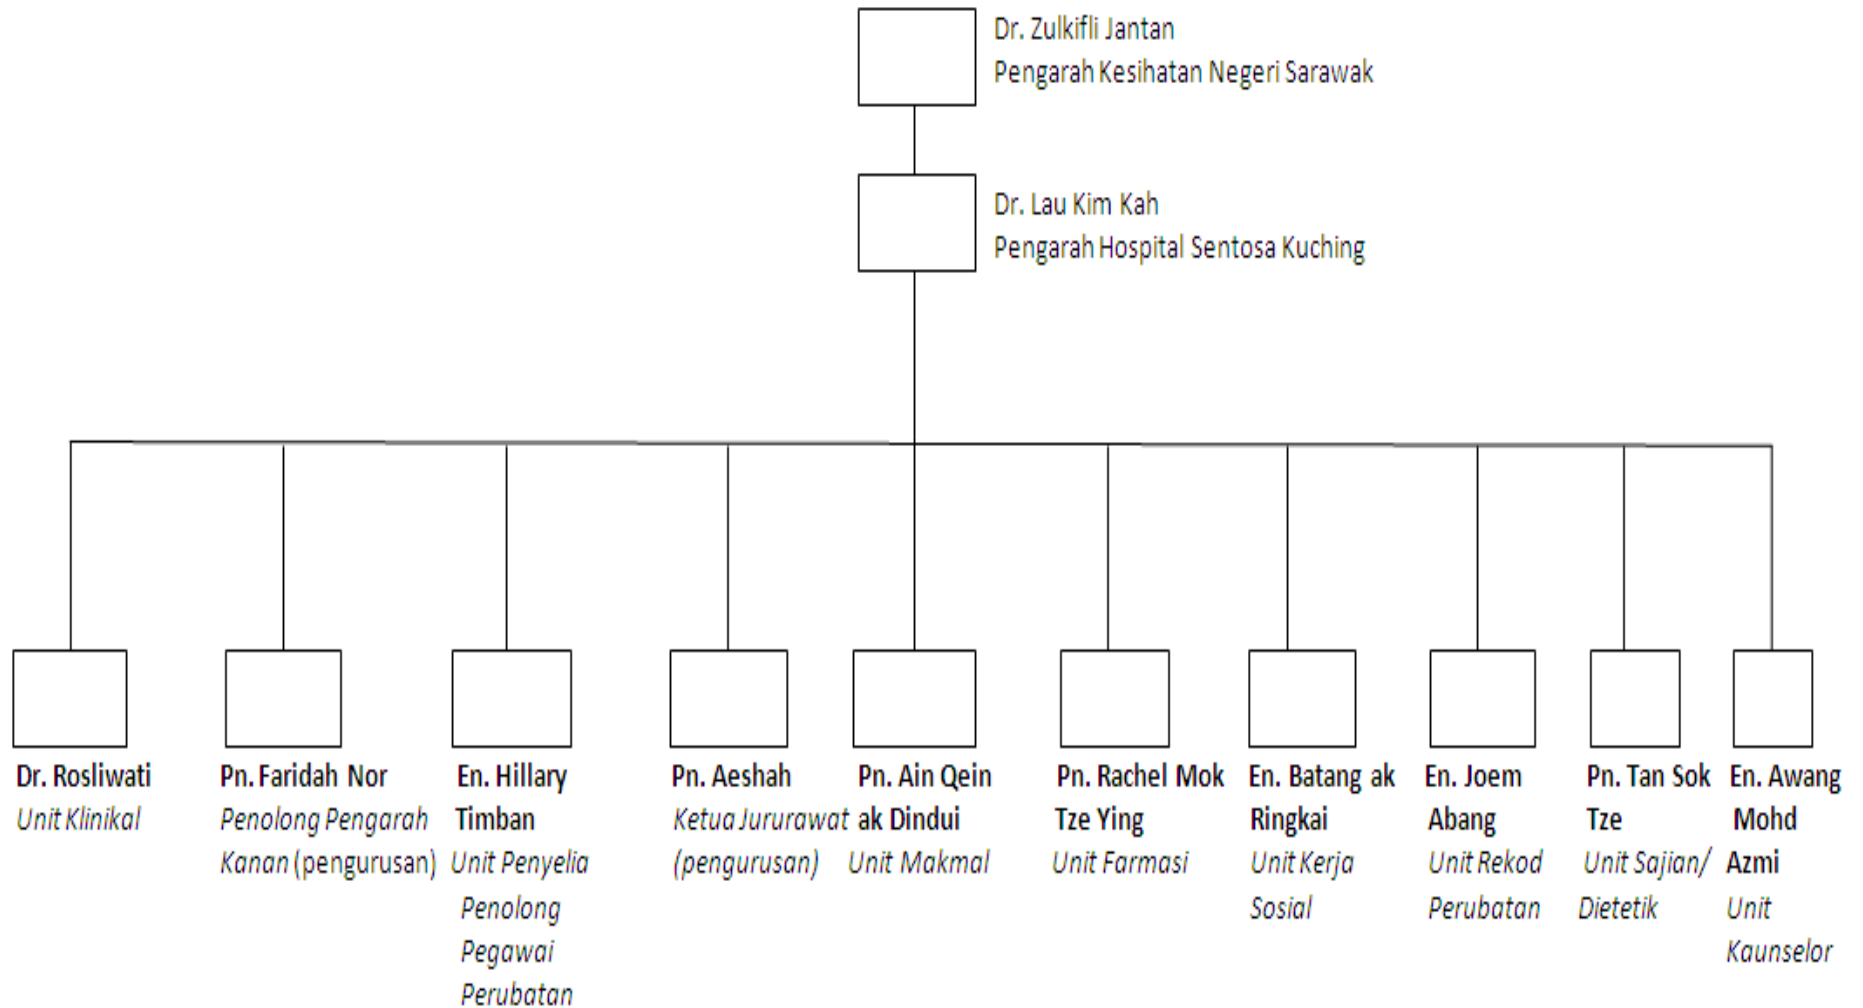 Dr. Zulkifli Jantan
Pengarah Kesihatan Negeri Sarawak
Dr. Lau Kim Kah
Pengarah Hospital Sentosa Kuching
Dr. Rosliwati
Unit Klinikal
Pn. Faridah Nor
Penolong Pengarah
Kanan (pengurusan)
En. Hillary
Timban
Unit Penyelia
Penolong
Pegawai
Perubatan
Pn. Aeshah
Ketua Jururawat
(pengurusan)
Pn. Ain Qein
ak Dindui
Unit Makmal
Pn. Rachel Mok
Tze Ying
Unit Farmasi
En. Batang ak
Ringkai
Unit Kerja
Sosial
En. Joem
Abang
Unit Rekod
Perubatan
Pn. Tan Sok
Tze
Unit Sajian/
Dietetik
En. Awang
Mohd
Azmi
Unit
Kaunselor